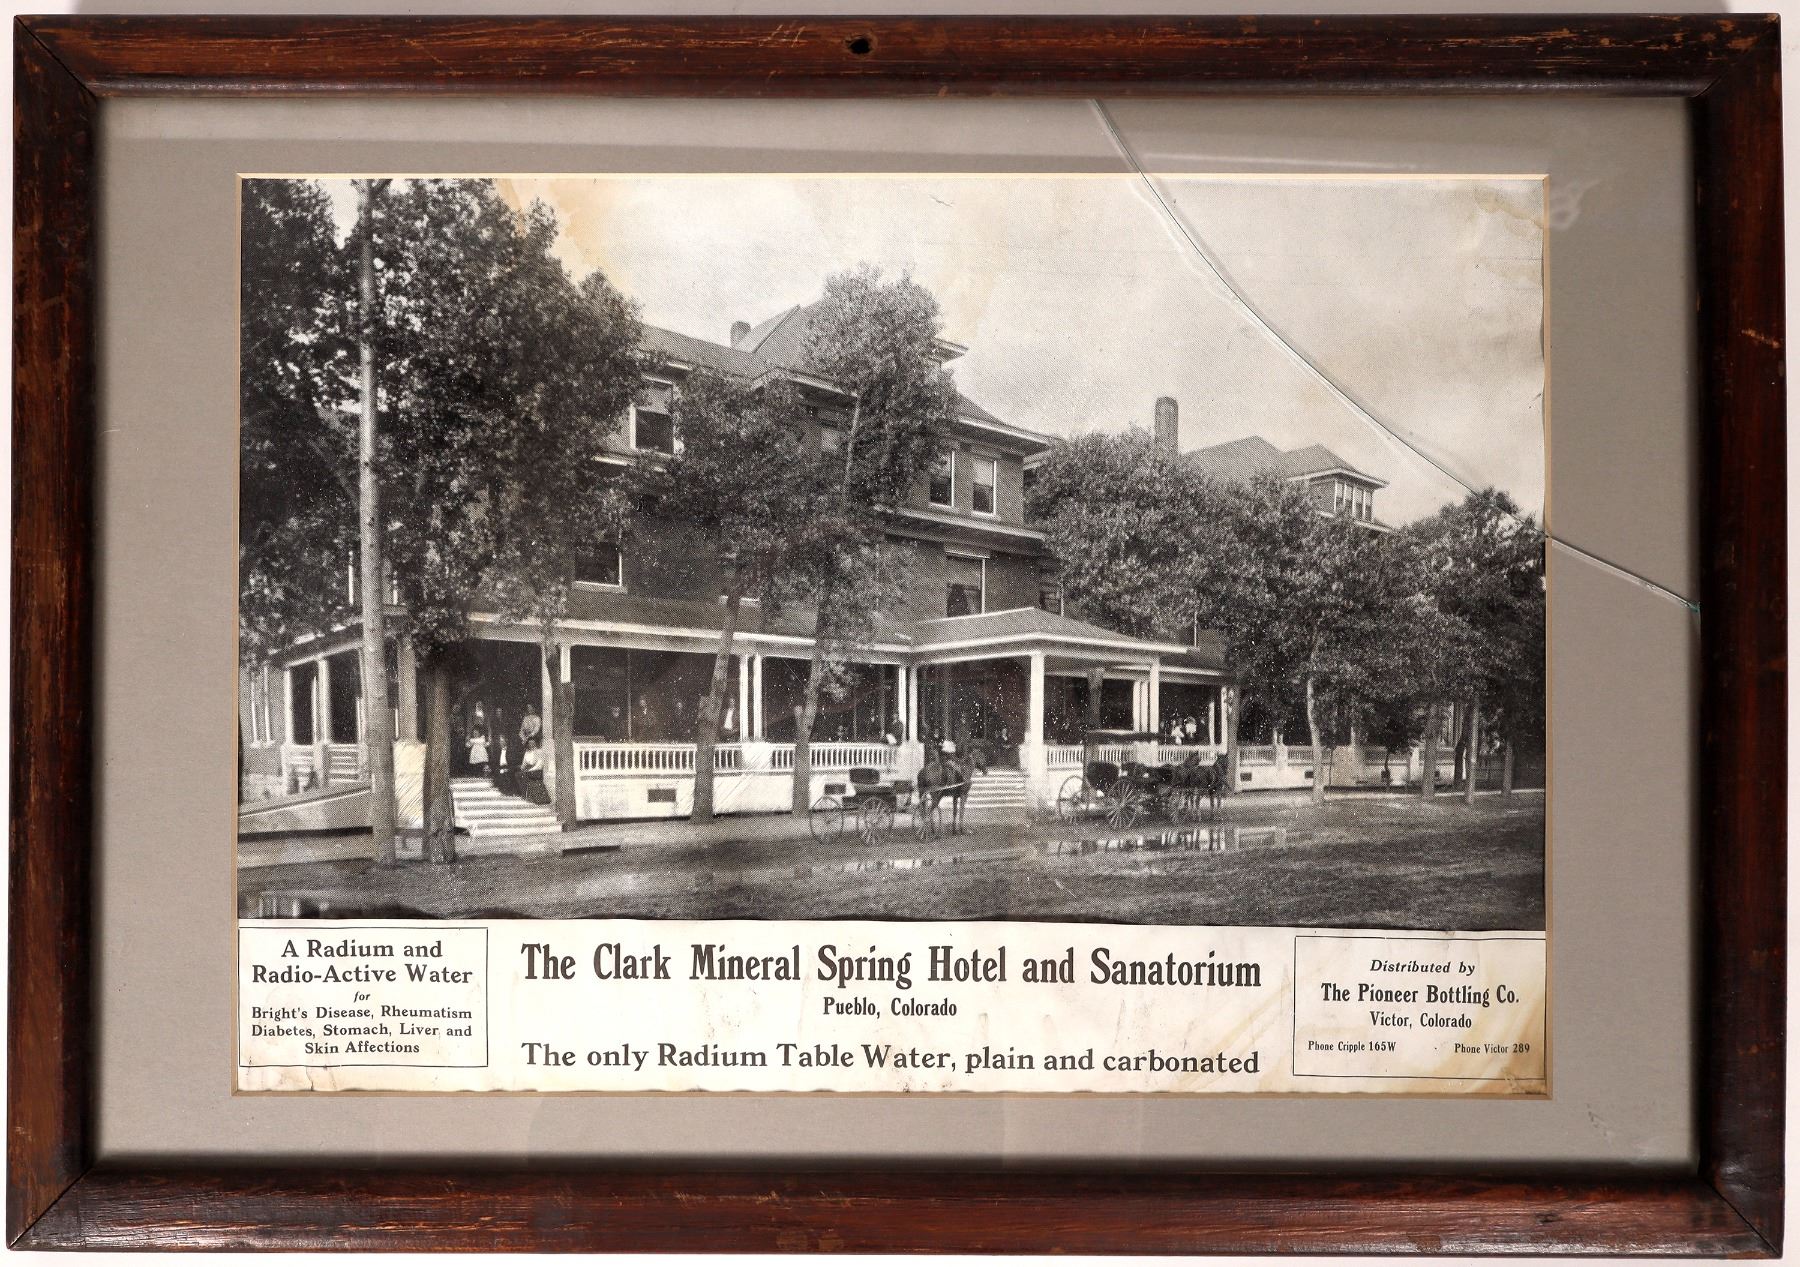 A Radium and
Radio-Active Water
for
Bright's Disease, Rheumatism
Diabetes, Stomach, Liver and
Skin Affections
The Clark Mineral Spring Hotel and Sanatorium
Pueblo, Colorado
The only Radium Table Water, plain and carbonated
Distributed by
The Pioneer Bottling Co.
Victor, Colorado
Phone Cripple 165W - Phone Victor 289